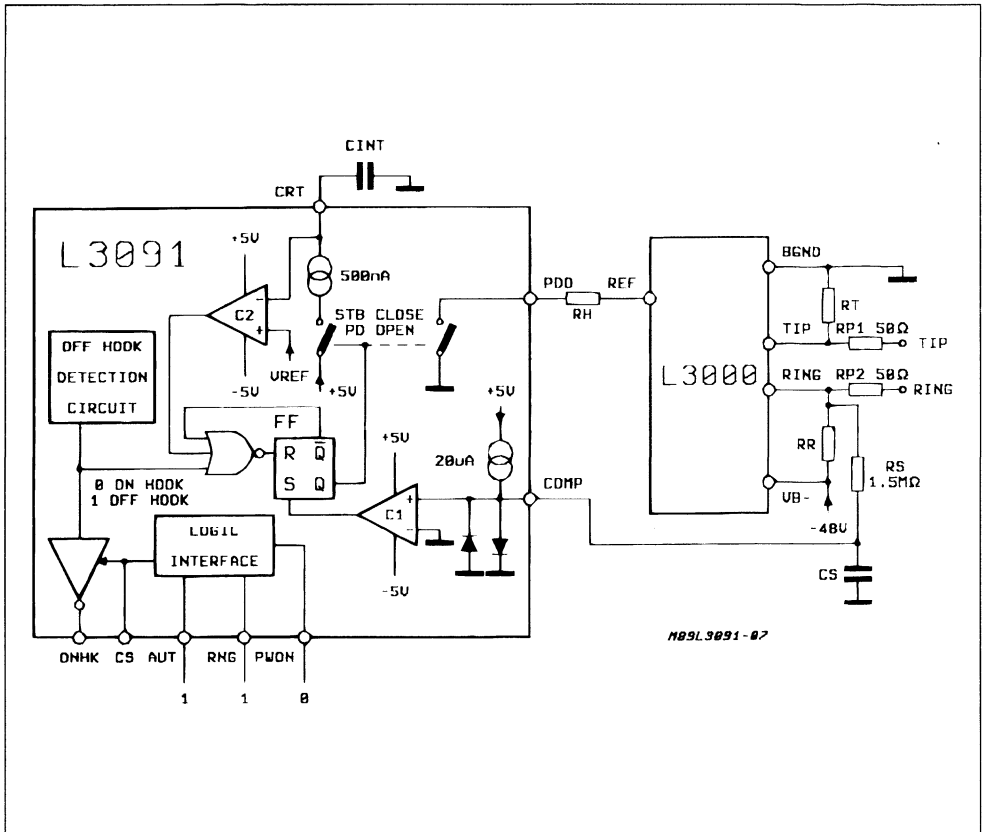 CINT
CRT
L3091
+5V
500nA
C2
-
+
STB CLOSE
PD OPEN
VREF
+5V
-5V
OFF HOOK
DETECTION
CIRCUIT
FF
R Q
S Q
0 ON HOOK
1 OFF HOOK
+5V
C1
+
-
-5V
+5V
20uA
COMP
LOGIC
INTERFACE
ONHK CS AUT RNG PWON
1 1 0
PDO
RH
REF
L3000
BGND
RT
TIP RP1 50Ω
TIP
RING RP2 50Ω
RING
RR
RS
1.5MΩ
VB-
-48V
CS
M89L3091-07